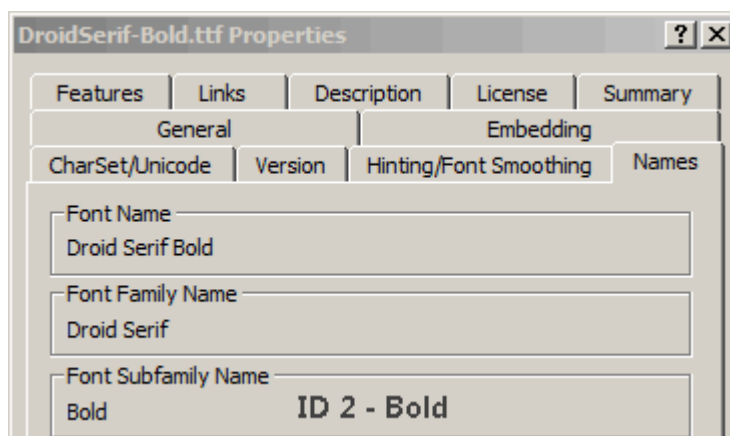 DroidSerif-Bold.ttf Properties ? X
Features Links Description License Summary
General Embedding
CharSet/Unicode Version Hinting/Font Smoothing Names
Font Name
Droid Serif Bold
Font Family Name
Droid Serif
Font Subfamily Name
Bold ID 2 - Bold